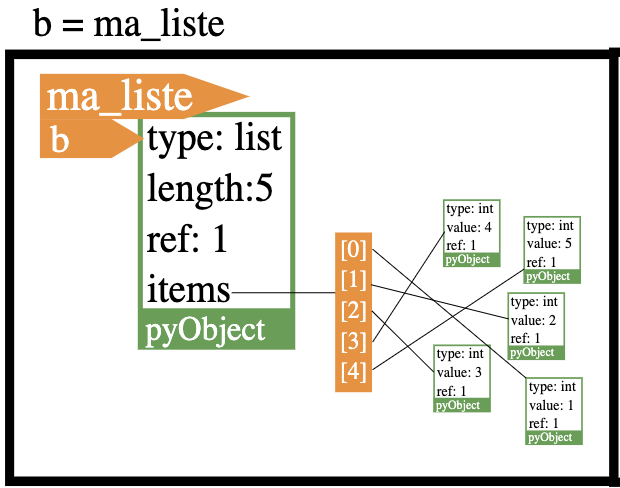 b = ma_liste
ma_liste
b
type: list
length:5
ref: 1
items
pyObject
[0]
[1]
[2]
[3]
[4]
type: int
value: 4
ref: 1
pyObject
type: int
value: 5
ref: 1
pyObject
type: int
value: 2
ref: 1
pyObject
type: int
value: 3
ref: 1
pyObject
type: int
value: 1
ref: 1
pyObject